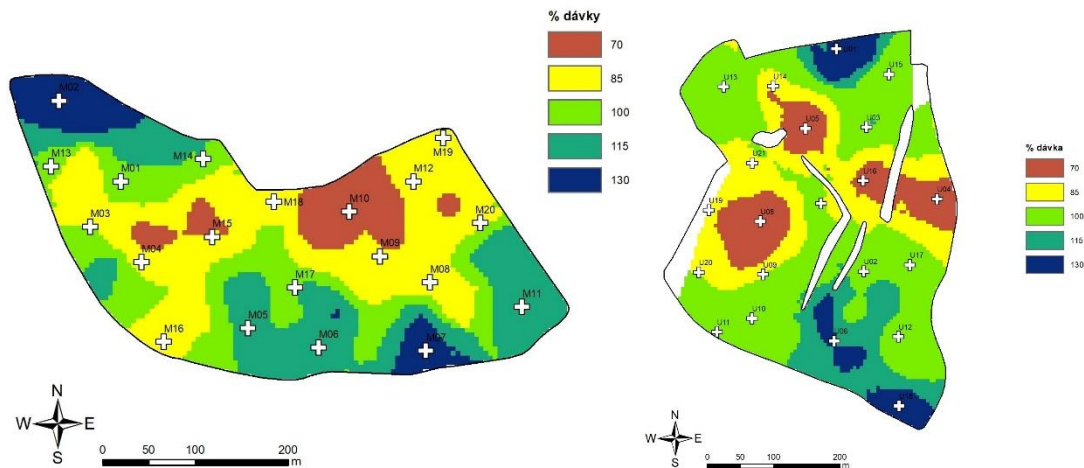 % dávky
70
85
100
115
130
M02
M13
M01
M14
M03
M04
M15
M18
M10
M12
M19
M20
M09
M08
M11
M17
M05
M06
M07
M16
N
W E
S
0 50 100 200
m
% dávka
70
85
100
115
130
U01
U15
U13
U14
U05
U03
U21
U16
U04
U19
U08
U20
U09
U02
U17
U10
U11
U06
U12
N
W E
S
0 50 100 200
m